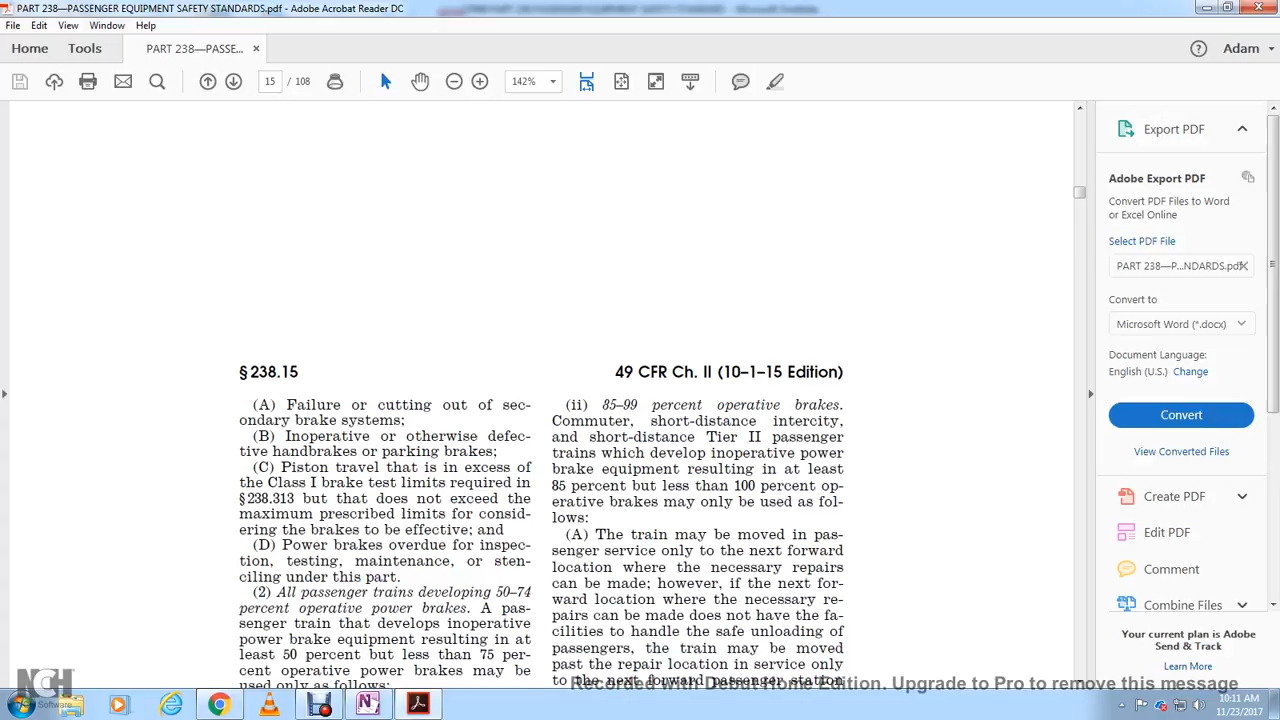 PART 238—PASSENGER EQUIPMENT SAFETY STANDARDS.pdf - Adobe Acrobat Reader DC
File Edit View Window Help
Home Tools PART 238—PASSE... × Adam
15 / 108 142%
§ 238.15 49 CFR Ch. II (10–1–15 Edition)
(A) Failure or cutting out of sec-
ondary brake systems;
(B) Inoperative or otherwise defec-
tive handbrakes or parking brakes;
(C) Piston travel that is in excess of
the Class I brake test limits required in
§238.313 but that does not exceed the
maximum prescribed limits for consid-
ering the brakes to be effective; and
(D) Power brakes overdue for inspec-
tion, testing, maintenance, or sten-
ciling under this part.
(2) All passenger trains developing 50–74
percent operative power brakes. A pas-
senger train that develops inoperative
power brake equipment resulting in at
least 50 percent but less than 75 per-
cent operative power brakes may be
used only as follows:
(ii) 85–99 percent operative brakes.
Commuter, short-distance intercity,
and short-distance Tier II passenger
trains which develop inoperative power
brake equipment resulting in at least
85 percent but less than 100 percent op-
erative brakes may only be used as fol-
lows:
(A) The train may be moved in pas-
senger service only to the next forward
location where the necessary repairs
can be made; however, if the next for-
ward location where the necessary re-
pairs can be made does not have the fa-
cilities to handle the safe unloading of
passengers, the train may be moved
past the repair location in service only
to the next forward passenger station
Export PDF
Adobe Export PDF
Convert PDF Files to Word
or Excel Online
Select PDF File
PART 238—P...NDARDS.pdf
Convert to
Microsoft Word (*.docx)
Document Language:
English (U.S.) Change
Convert
View Converted Files
Create PDF
Edit PDF
Comment
Combine Files
Your current plan is Adobe
Send & Track
Learn More
Recorded with Debut Home Edition. Upgrade to Pro to remove this message
NCH
Software
10:11 AM
11/23/2017